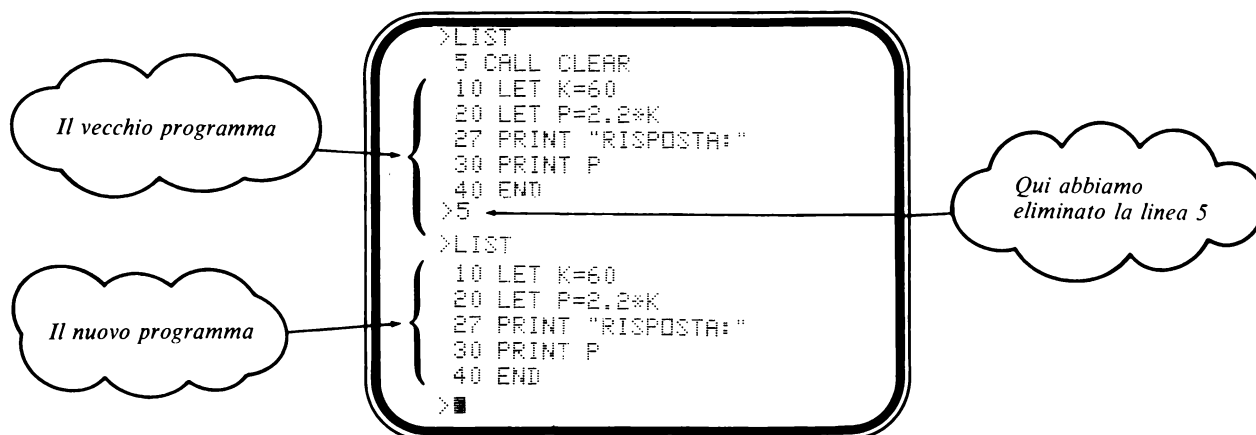 >LIST
5 CALL CLEAR
10 LET K=60
20 LET P=2.2*K
27 PRINT "RISPOSTA:"
30 PRINT P
40 END
>5
>LIST
10 LET K=60
20 LET P=2.2*K
27 PRINT "RISPOSTA:"
30 PRINT P
40 END
>
Il vecchio programma
Il nuovo programma
Qui abbiamo
eliminato la linea 5